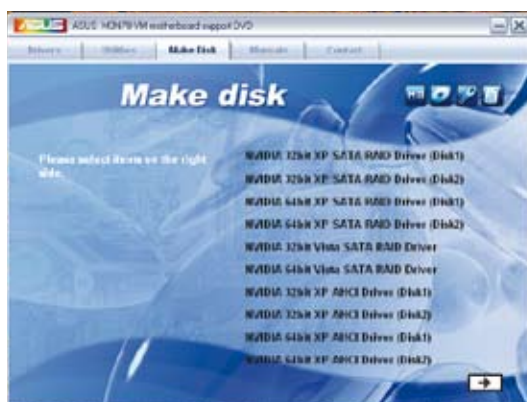 ASUS M3N78-VM motherboard support DVD
Drivers Utilities Make Disk Manuals Contact
Make disk
Please select items on the right
side.
NVIDIA 32bit XP SATA RAID Driver (Disk1)
NVIDIA 32bit XP SATA RAID Driver (Disk2)
NVIDIA 64bit XP SATA RAID Driver (Disk1)
NVIDIA 64bit XP SATA RAID Driver (Disk2)
NVIDIA 32bit Vista SATA RAID Driver
NVIDIA 64bit Vista SATA RAID Driver
NVIDIA 32bit XP AHCI Driver (Disk1)
NVIDIA 32bit XP AHCI Driver (Disk2)
NVIDIA 64bit XP AHCI Driver (Disk1)
NVIDIA 64bit XP AHCI Driver (Disk2)